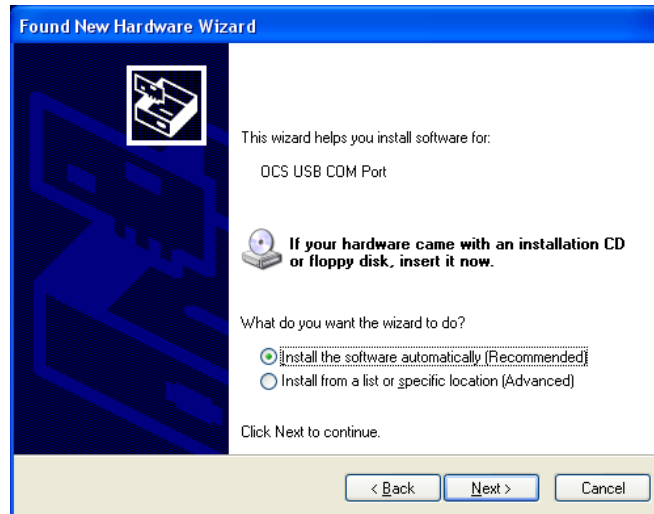 Found New Hardware Wizard
This wizard helps you install software for:
OCS USB COM Port
If your hardware came with an installation CD
or floppy disk, insert it now.
What do you want the wizard to do?
Install the software automatically (Recommended)
Install from a list or specific location (Advanced)
Click Next to continue.
< Back Next > Cancel